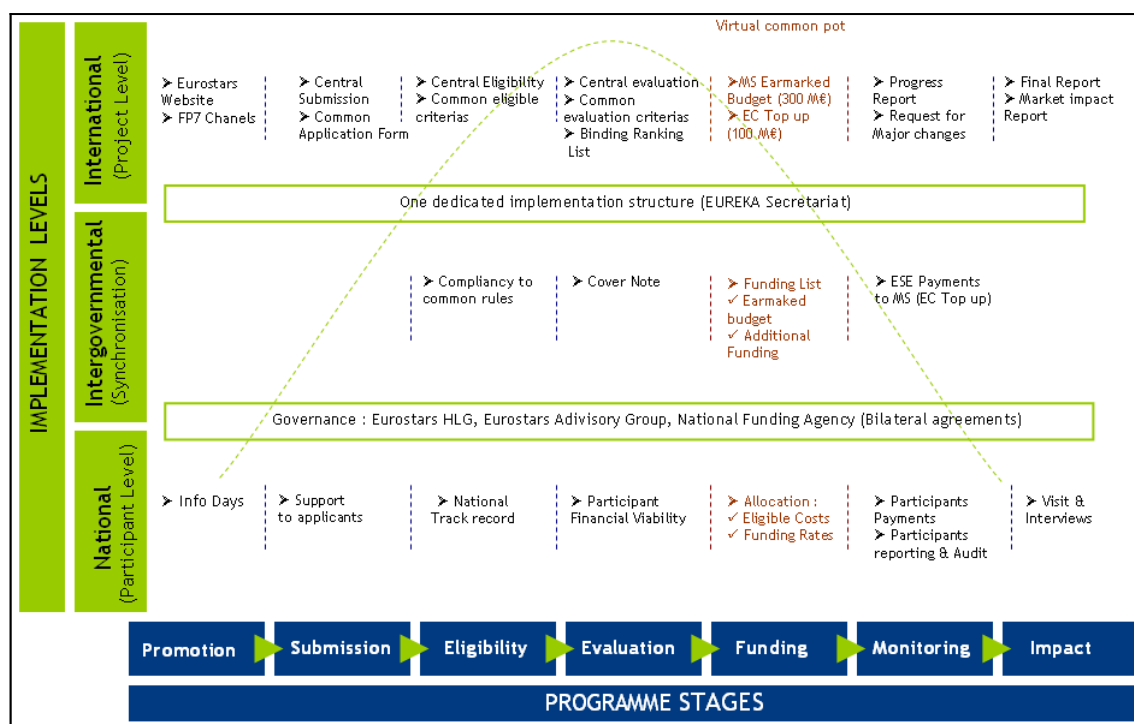 Virtual common pot
IMPLEMENTATION LEVELS
International
(Project Level)
➤ Eurostars
Website
➤ FP7 Chanels
➤ Central
Submission
➤ Common
Application Form
➤ Central Eligibility
➤ Common eligible
criterias
➤ Central evaluation
➤ Common
evaluation criterias
➤ Binding Ranking
List
➤MS Earmarked
Budget (300 M€)
➤ EC Top up
(100 M€)
➤ Progress
Report
➤ Request for
Major changes
➤ Final Report
➤ Market impact
Report
One dedicated implementation structure (EUREKA Secretariat)
Intergovernmental
(Synchronisation)
➤ Compliancy to
common rules
➤ Cover Note
➤ Funding List
✓ Earmaked
budget
✓ Additional
Funding
➤ ESE Payments
to MS (EC Top up)
Governance : Eurostars HLG, Eurostars Adivisory Group, National Funding Agency (Bilateral agreements)
National
(Participant Level)
➤ Info Days
➤ Support
to applicants
➤ National
Track record
➤ Participant
Financial Viability
➤ Allocation :
✓ Eligible Costs
✓ Funding Rates
➤ Participants
Payments
➤ Participants
reporting & Audit
➤ Visit &
Interviews
Promotion
Submission
Eligibility
Evaluation
Funding
Monitoring
Impact
PROGRAMME STAGES